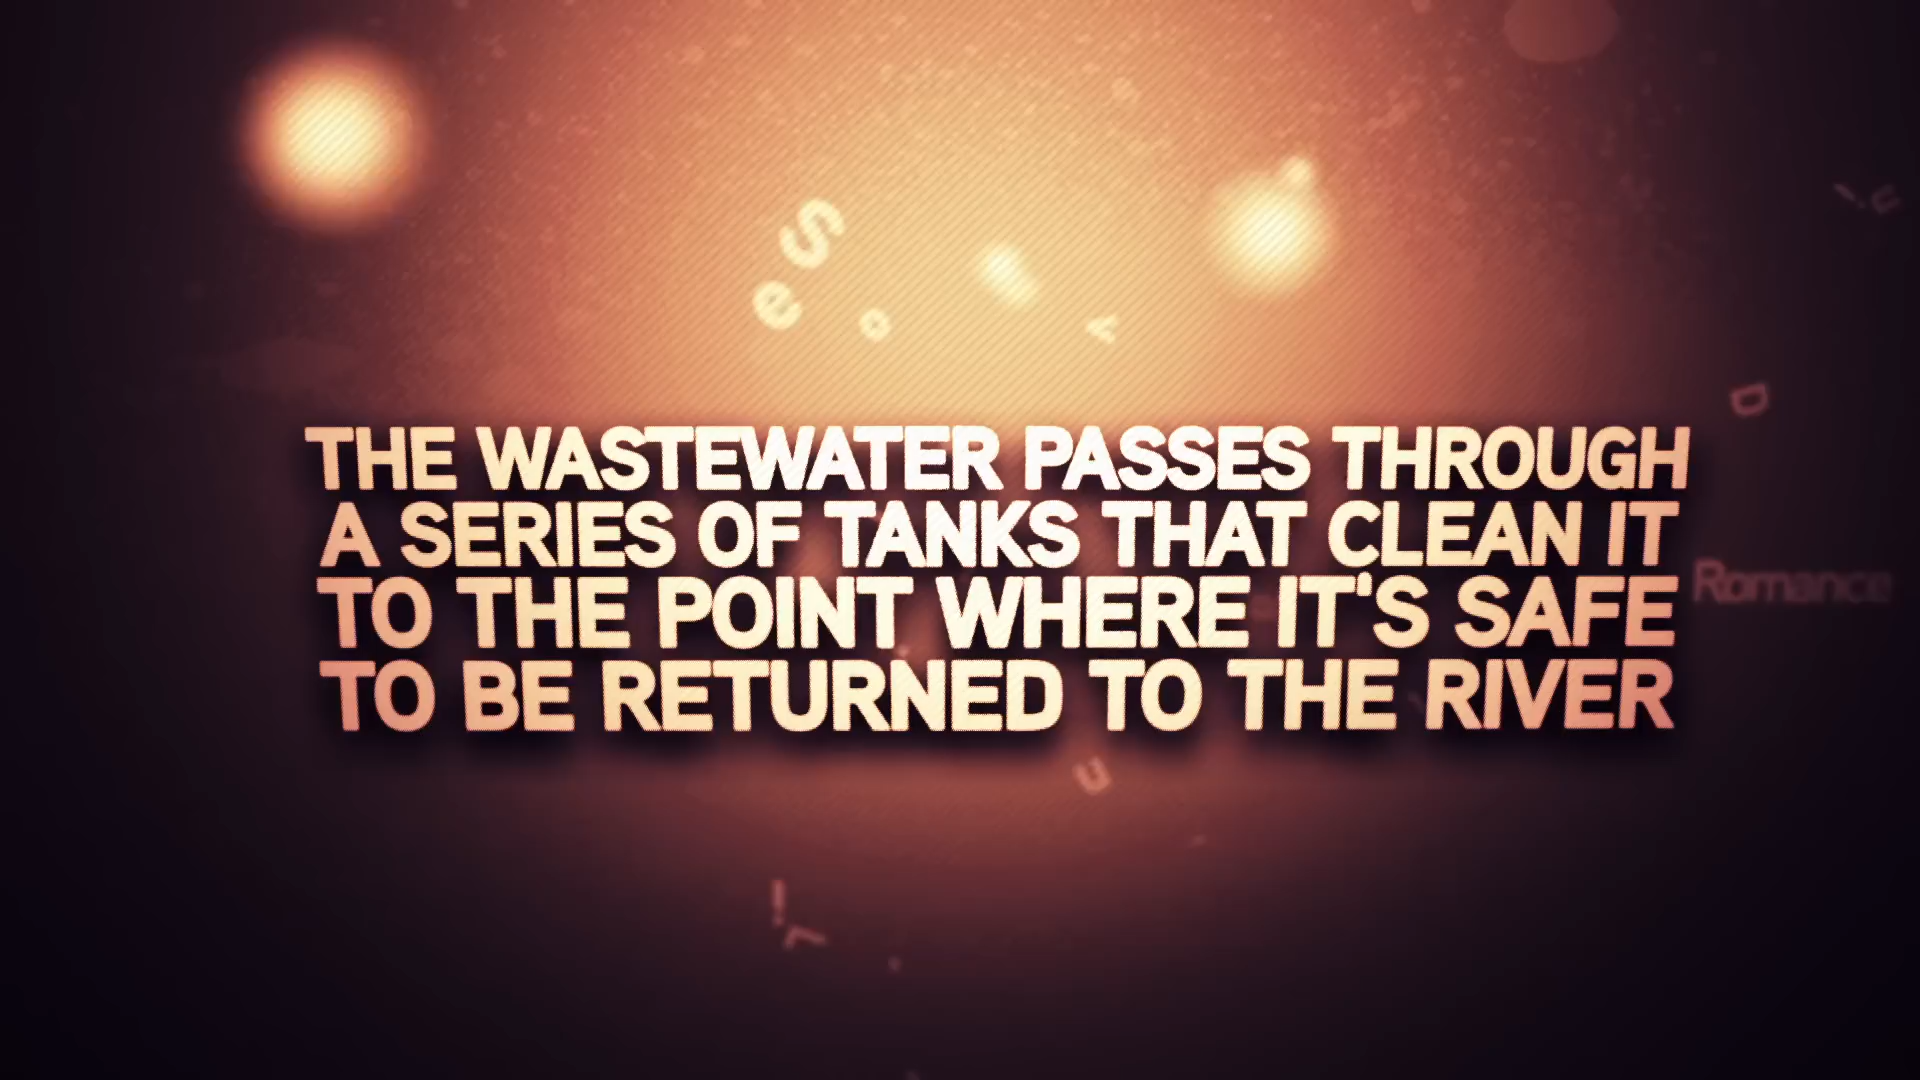 THE WASTEWATER PASSES THROUGH
A SERIES OF TANKS THAT CLEAN IT
TO THE POINT WHERE IT'S SAFE
TO BE RETURNED TO THE RIVER
Romance